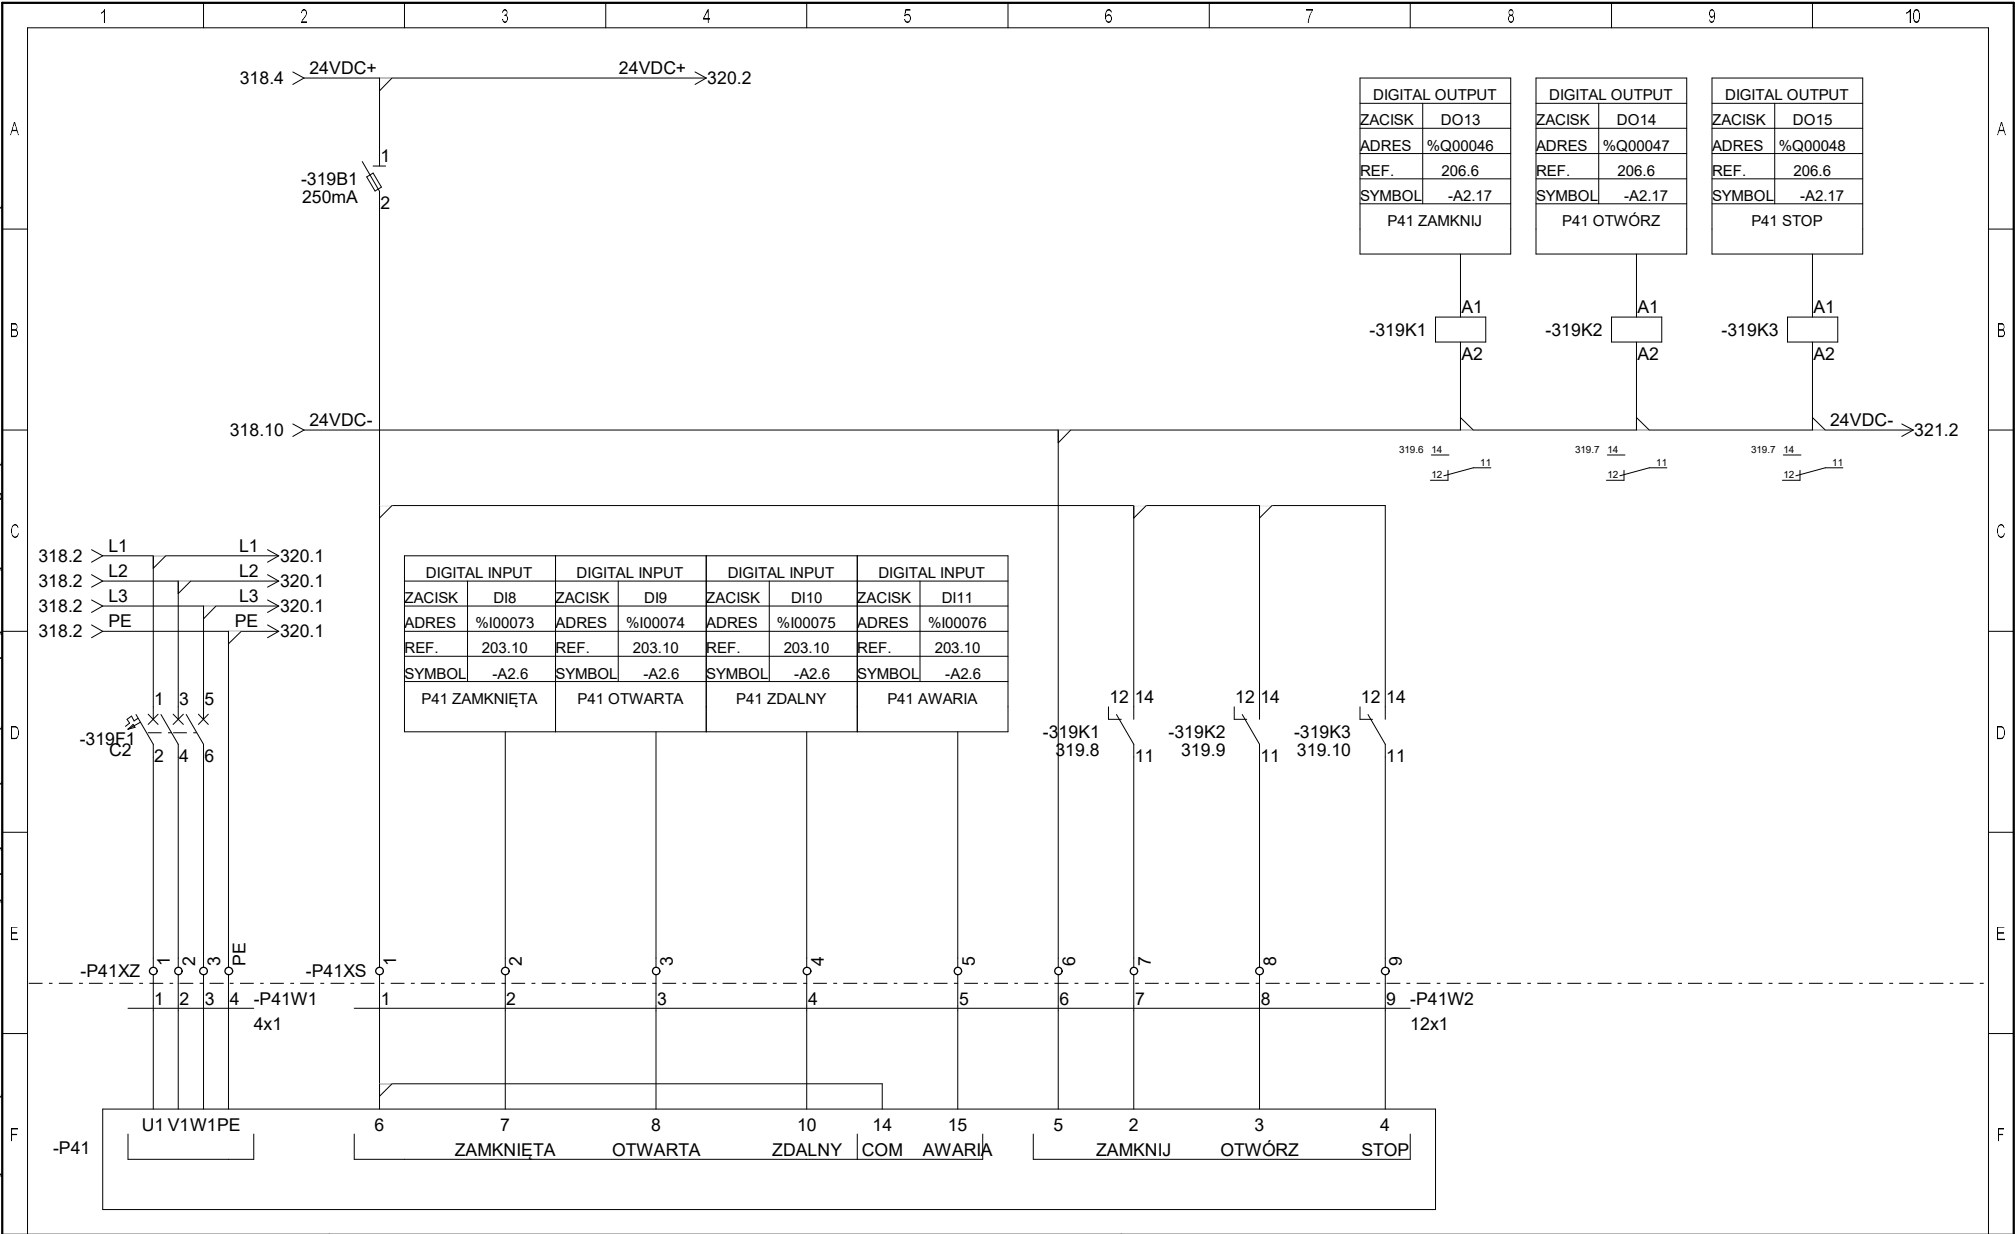 1 2 3 4 5 6 7 8 9 10
318.4 24VDC+ 24VDC+ 320.2
A A
1
-319B1
250mA
2
DIGITAL OUTPUT
ZACISK DO13
ADRES %Q00046
REF. 206.6
SYMBOL -A2.17
P41 ZAMKNIJ
DIGITAL OUTPUT
ZACISK DO14
ADRES %Q00047
REF. 206.6
SYMBOL -A2.17
P41 OTWÓRZ
DIGITAL OUTPUT
ZACISK DO15
ADRES %Q00048
REF. 206.6
SYMBOL -A2.17
P41 STOP
B B
A1 A1 A1
-319K1 -319K2 -319K3
A2 A2 A2
318.10 24VDC- 24VDC- 321.2
319.6 14
12 11
319.7 14
12 11
319.7 14
12 11
C C
318.2 L1 L1 320.1
318.2 L2 L2 320.1
318.2 L3 L3 320.1
318.2 PE PE 320.1
DIGITAL INPUT
ZACISK DI8
ADRES %I00073
REF. 203.10
SYMBOL -A2.6
P41 ZAMKNIĘTA
DIGITAL INPUT
ZACISK DI9
ADRES %I00074
REF. 203.10
SYMBOL -A2.6
P41 OTWARTA
DIGITAL INPUT
ZACISK DI10
ADRES %I00075
REF. 203.10
SYMBOL -A2.6
P41 ZDALNY
DIGITAL INPUT
ZACISK DI11
ADRES %I00076
REF. 203.10
SYMBOL -A2.6
P41 AWARIA
D D
1 3 5
-319F1
C2
2 4 6
12 14
-319K1
319.8
11
12 14
-319K2
319.9
11
12 14
-319K3
319.10
11
E E
-P41XZ 1 2 3 PE
-P41XS 1 2 3 4 5 6 7 8 9
1 2 3 4 -P41W1
4x1
1 2 3 4 5 6 7 8 9 -P41W2
12x1
F F
-P41
U1 V1 W1 PE
6 7 8 10 14 15 5 2 3 4
ZAMKNIĘTA OTWARTA ZDALNY COM AWARIA ZAMKNIJ OTWÓRZ STOP